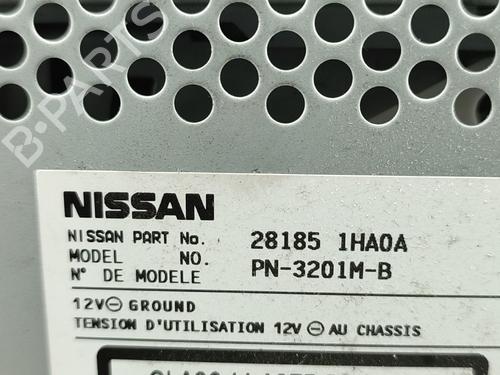 B-PARTS
NISSAN
NISSAN PART No. 28185 1HA0A
MODEL NO. PN-3201M-B
N° DE MODELE
12V⊖ GROUND
TENSION D'UTILISATION 12V ⊖ AU CHASSIS